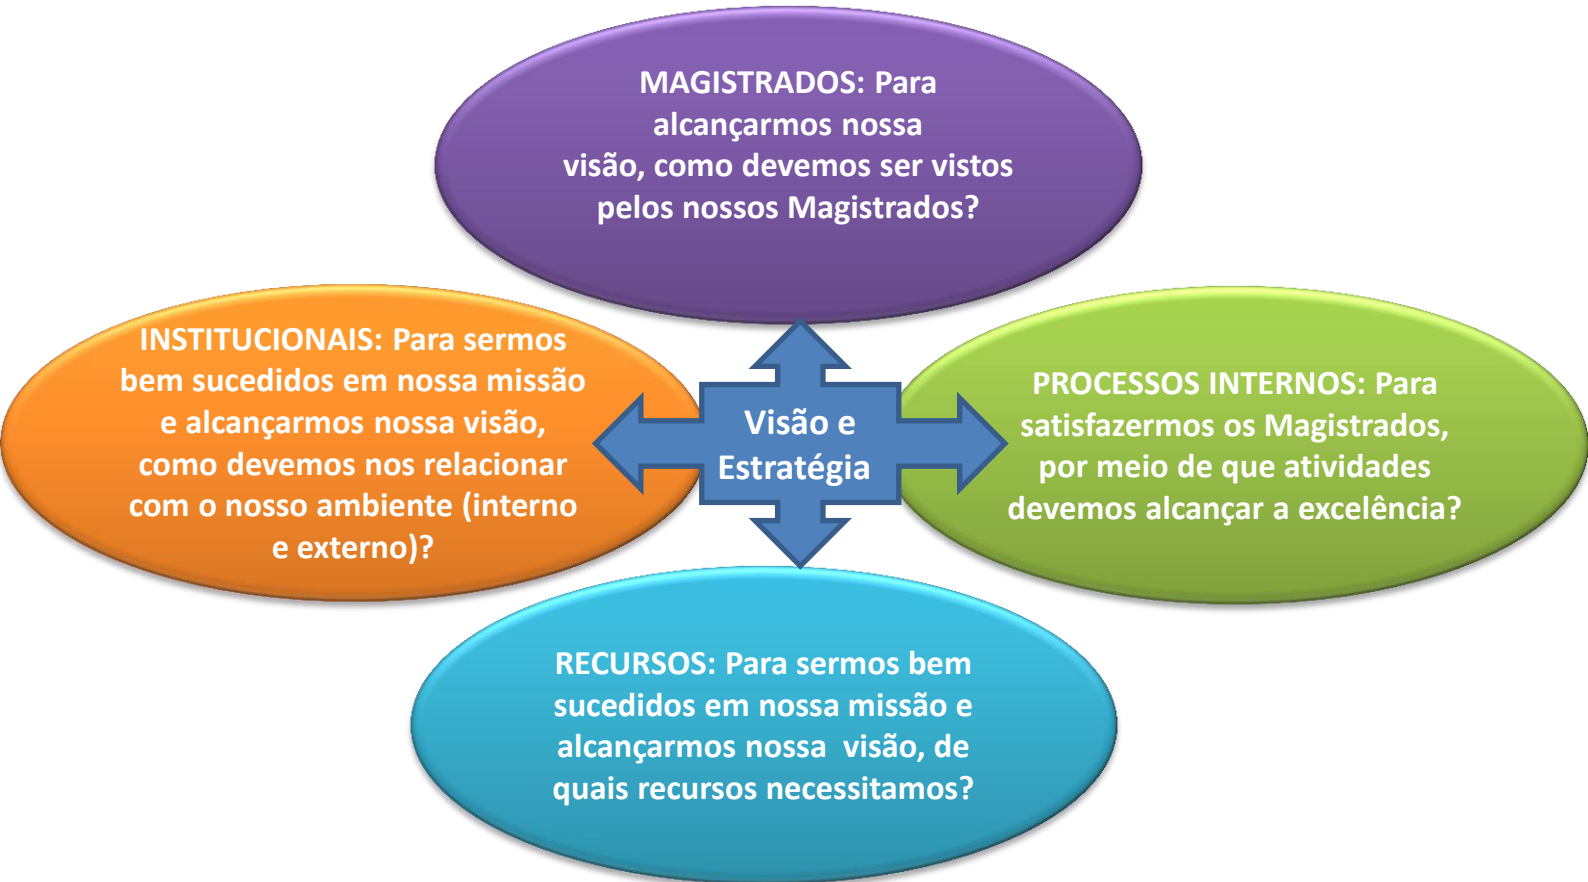 MAGISTRADOS: Para
alcançarmos nossa
visão, como devemos ser vistos
pelos nossos Magistrados?
INSTITUCIONAIS: Para sermos
bem sucedidos em nossa missão
e alcançarmos nossa visão,
como devemos nos relacionar
com o nosso ambiente (interno
e externo)?
Visão e
Estratégia
PROCESSOS INTERNOS: Para
satisfazermos os Magistrados,
por meio de que atividades
devemos alcançar a excelência?
RECURSOS: Para sermos bem
sucedidos em nossa missão e
alcançarmos nossa visão, de
quais recursos necessitamos?